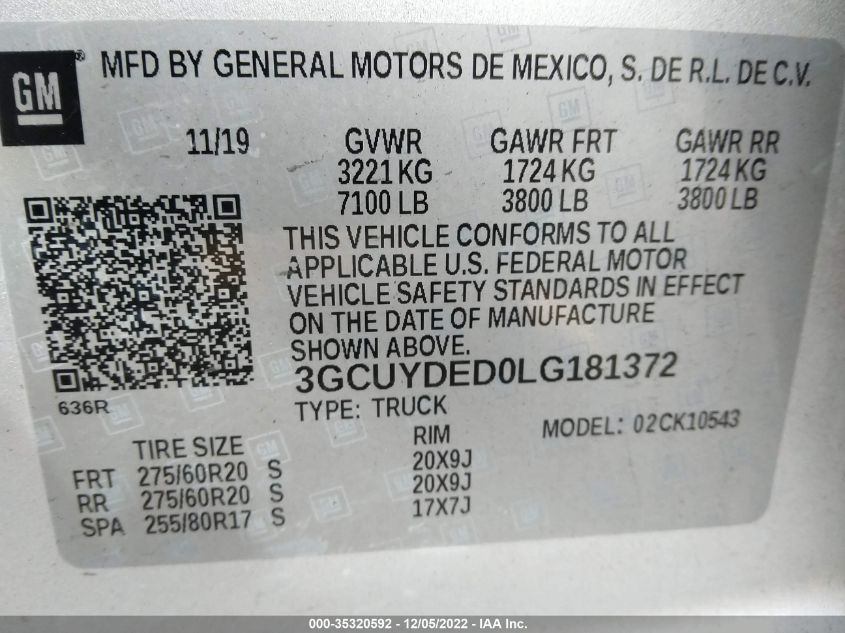 GM
MFD BY GENERAL MOTORS DE MEXICO, S. DE R.L. DE C.V.
11/19 GVWR GAWR FRT GAWR RR
3221 KG 1724 KG 1724 KG
7100 LB 3800 LB 3800 LB
THIS VEHICLE CONFORMS TO ALL
APPLICABLE U.S. FEDERAL MOTOR
VEHICLE SAFETY STANDARDS IN EFFECT
ON THE DATE OF MANUFACTURE
SHOWN ABOVE.
3GCUYDED0LG181372
636R
TYPE: TRUCK
MODEL: 02CK10543
TIRE SIZE RIM
FRT 275/60R20 S 20X9J
RR 275/60R20 S 20X9J
SPA 255/80R17 S 17X7J
000-35320592 - 12/05/2022 - IAA Inc.